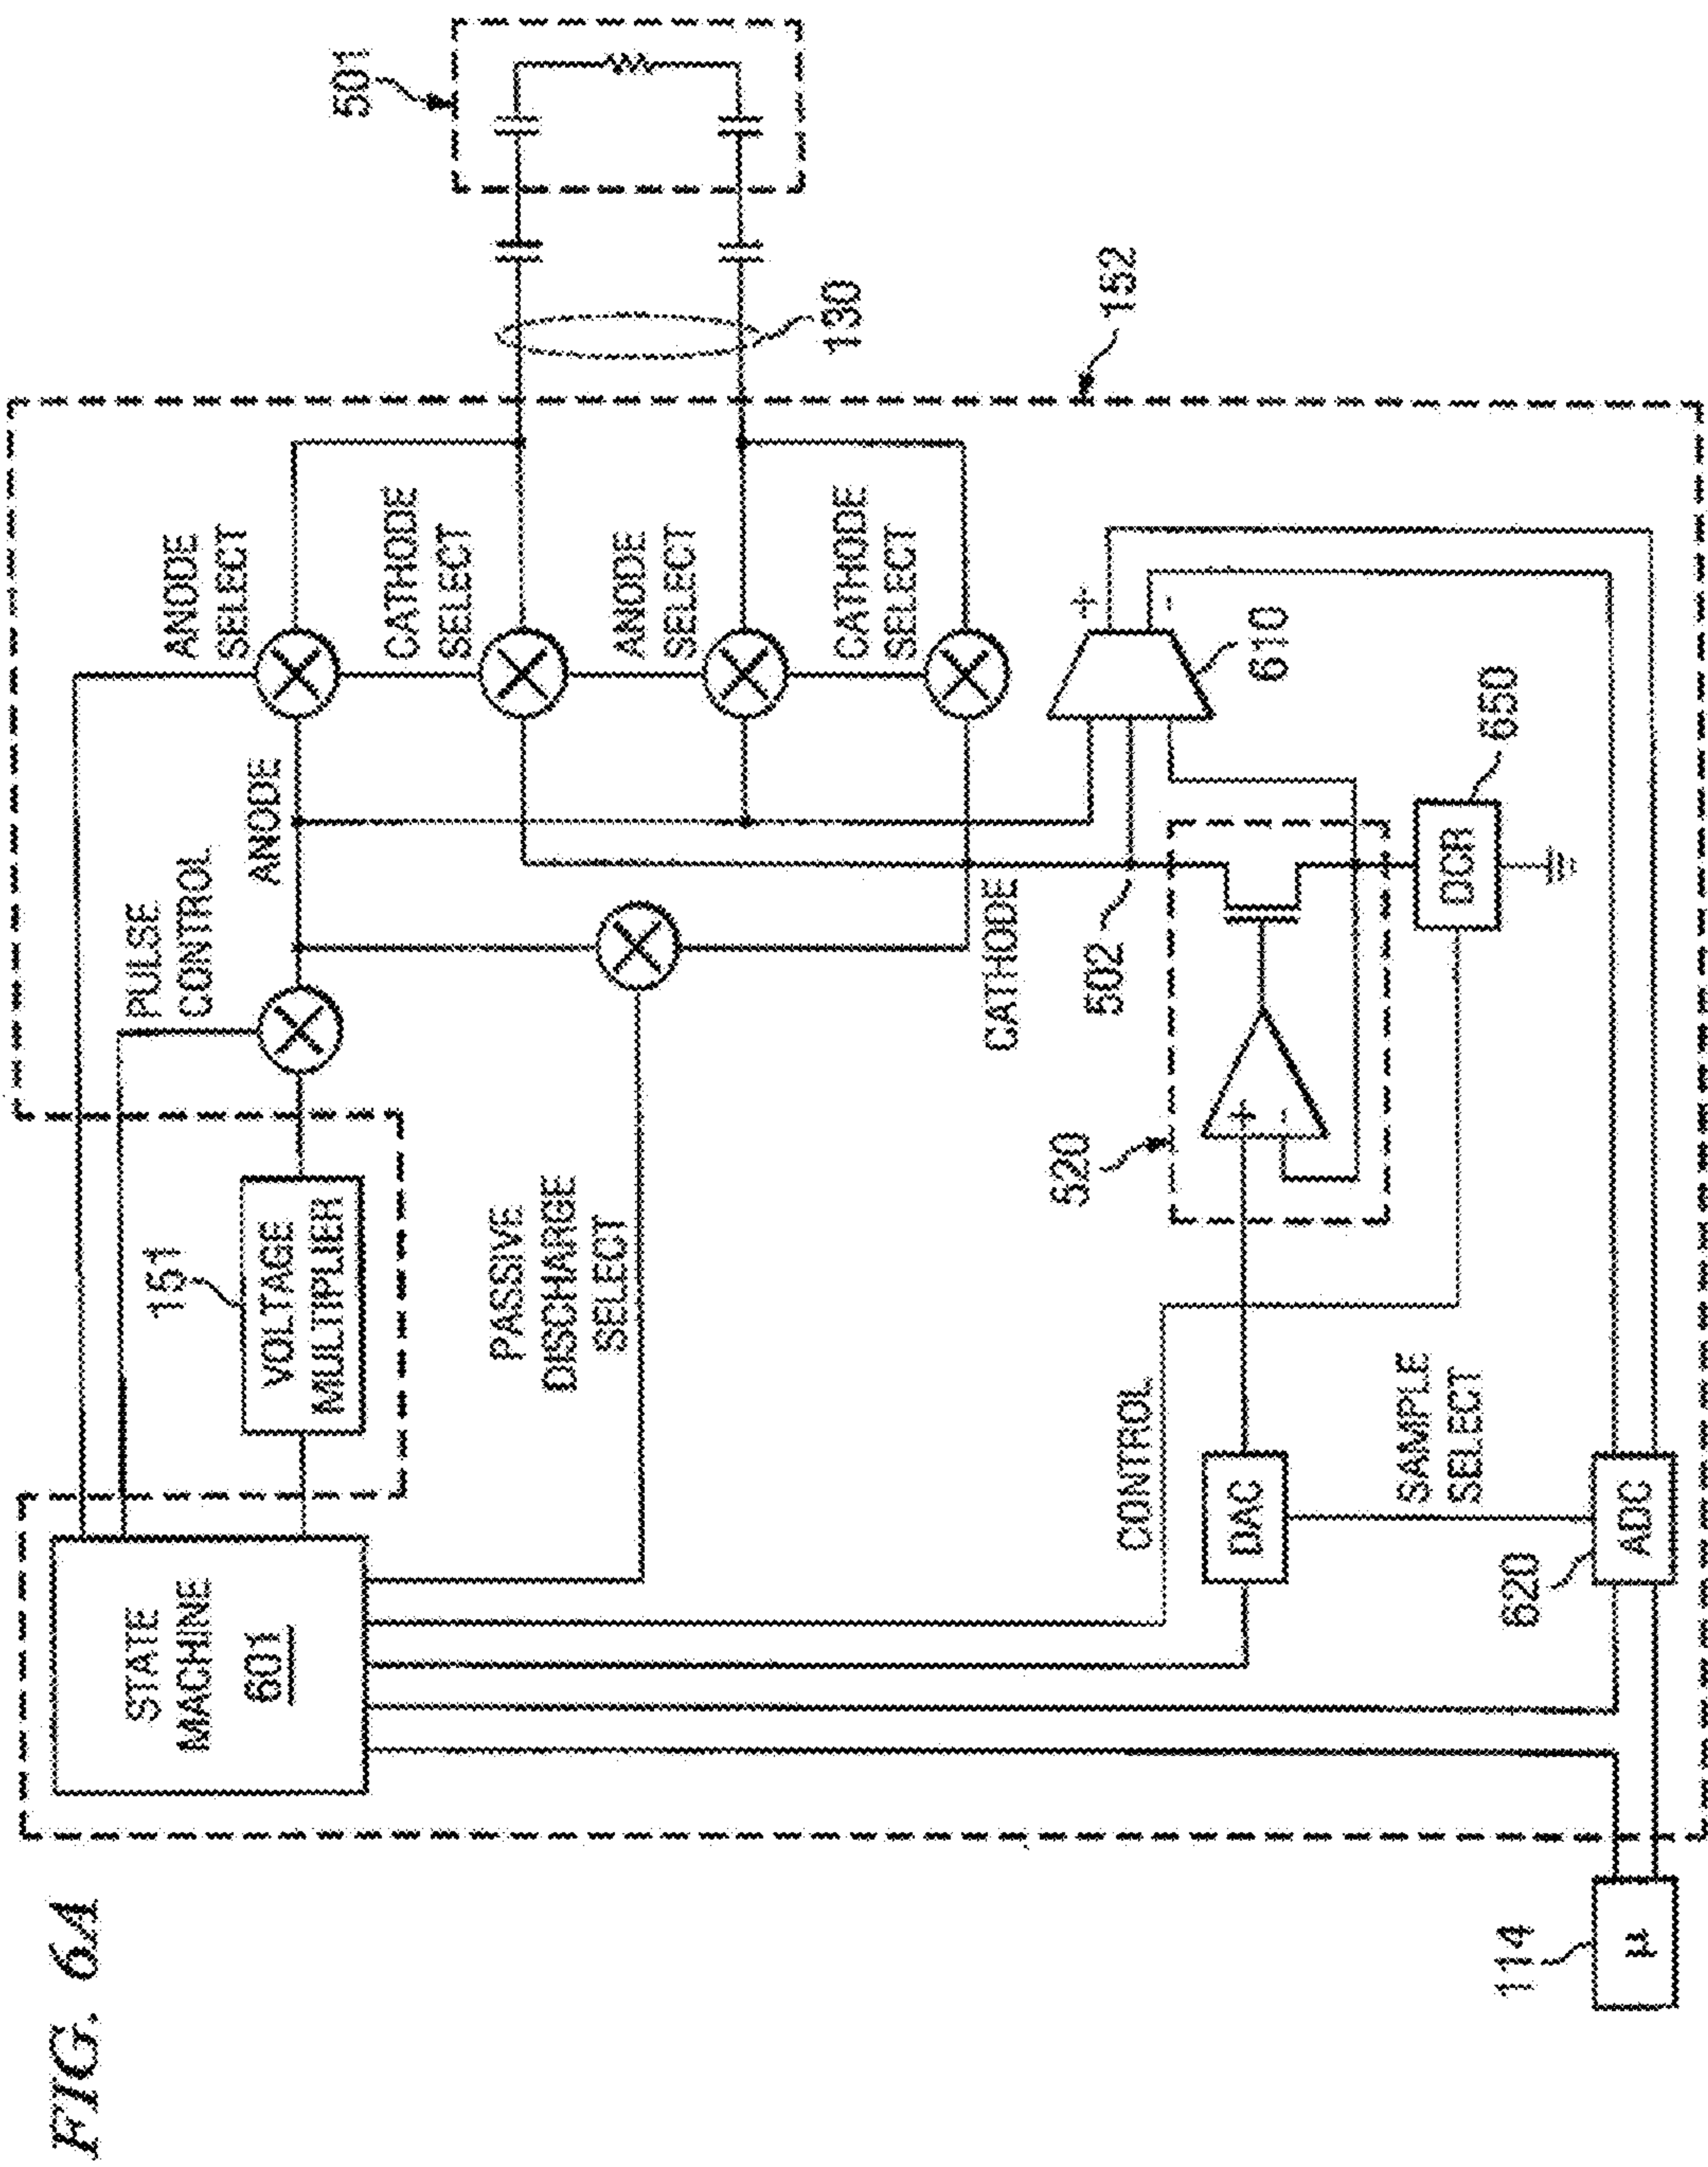 FIG. 6A
STATE
MACHINE
601
151
VOLTAGE
MULTIPLIER
PULSE
CONTROL
ANODE
ANODE
SELECT
CATHODE
SELECT
ANODE
SELECT
CATHODE
SELECT
501
130
152
PASSIVE
DISCHARGE
SELECT
CATHODE
502
520
+
-
+
-
610
650
DCR
CONTROL
DAC
SAMPLE
SELECT
620
ADC
114
µ